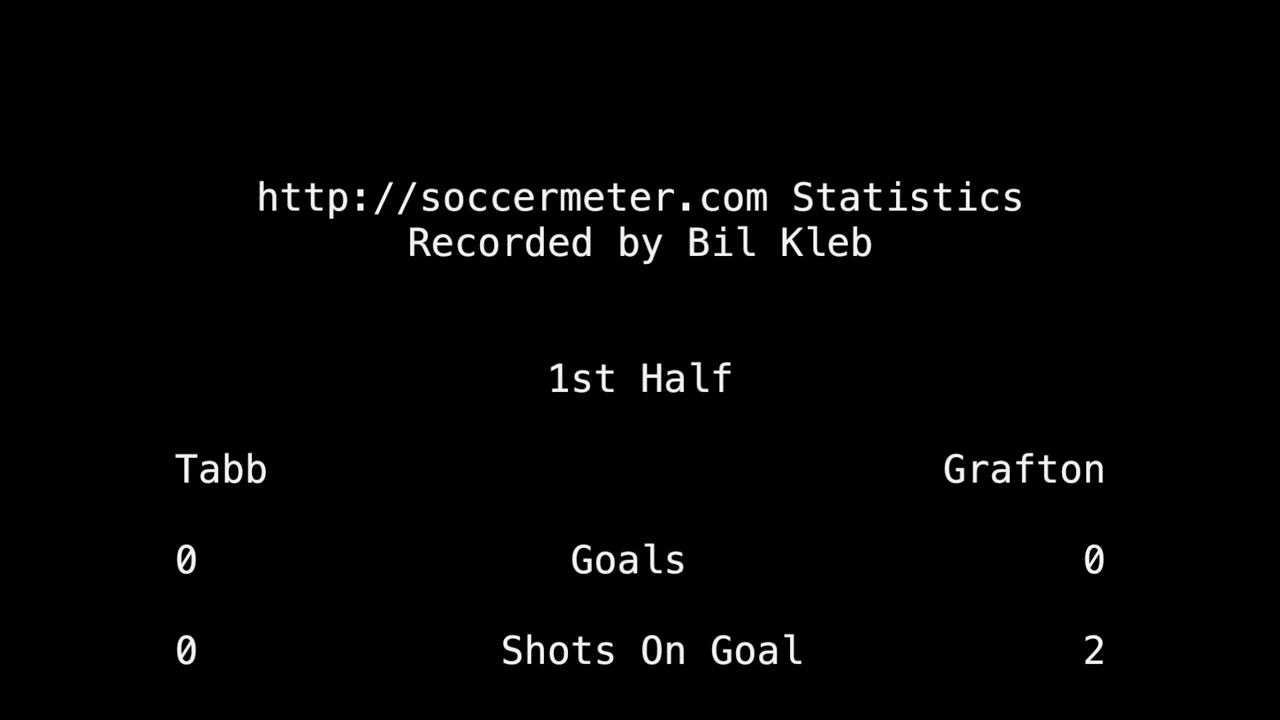 http://soccermeter.com Statistics
Recorded by Bil Kleb
1st Half
Tabb Grafton
0 Goals 0
0 Shots On Goal 2